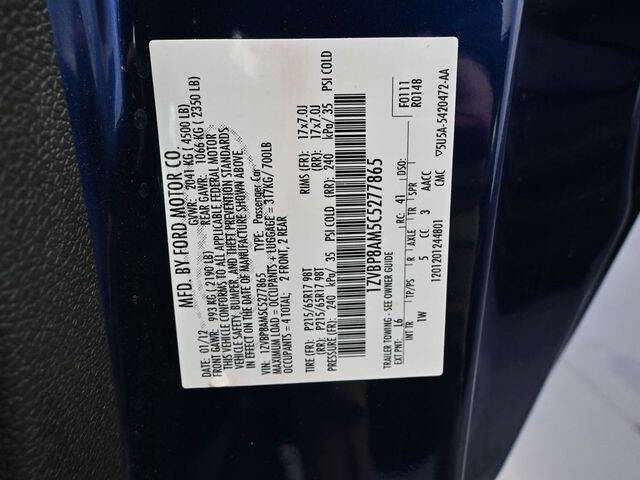 MFD. BY FORD MOTOR CO.
DATE: 01/12 GVWR: 2041 KG ( 4500 LB)
FRONT GAWR: 993 KG ( 2190 LB) REAR GAWR: 1066 KG ( 2350 LB)
THIS VEHICLE CONFORMS TO ALL APPLICABLE FEDERAL MOTOR
VEHICLE SAFETY, BUMPER, AND THEFT PREVENTION STANDARDS
IN EFFECT ON THE DATE OF MANUFACTURE SHOWN ABOVE.
VIN: 1ZVBP8AM5C5277865 TYPE: Passenger Car
MAXIMUM LOAD = OCCUPANTS + LUGGAGE = 317KG/ 700LB
OCCUPANTS = 4 TOTAL; 2 FRONT, 2 REAR
TIRE (FR): P215/65R17 98T RIMS (FR): 17x7.0J
(RR): P215/65R17 98T (RR): 17x7.0J
PRESSURE (FR): 240 kPa/ 35 PSI COLD (RR): 240 kPa/ 35 PSI COLD
1ZVBP8AM5C5277865
TRAILER TOWING - SEE OWNER GUIDE F0111
EXT PNT: L6 RC: 41 DSO: R0148
INT TR TP/PS R AXLE TR SPR
1W 5 CC 3 AACC
1201201244B01 CMC 5U5A-5420472-AA